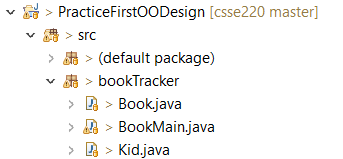 > PracticeFirstOODesign [csse220 master]
> src
> (default package)
> bookTracker
> Book.java
> BookMain.java
> Kid.java